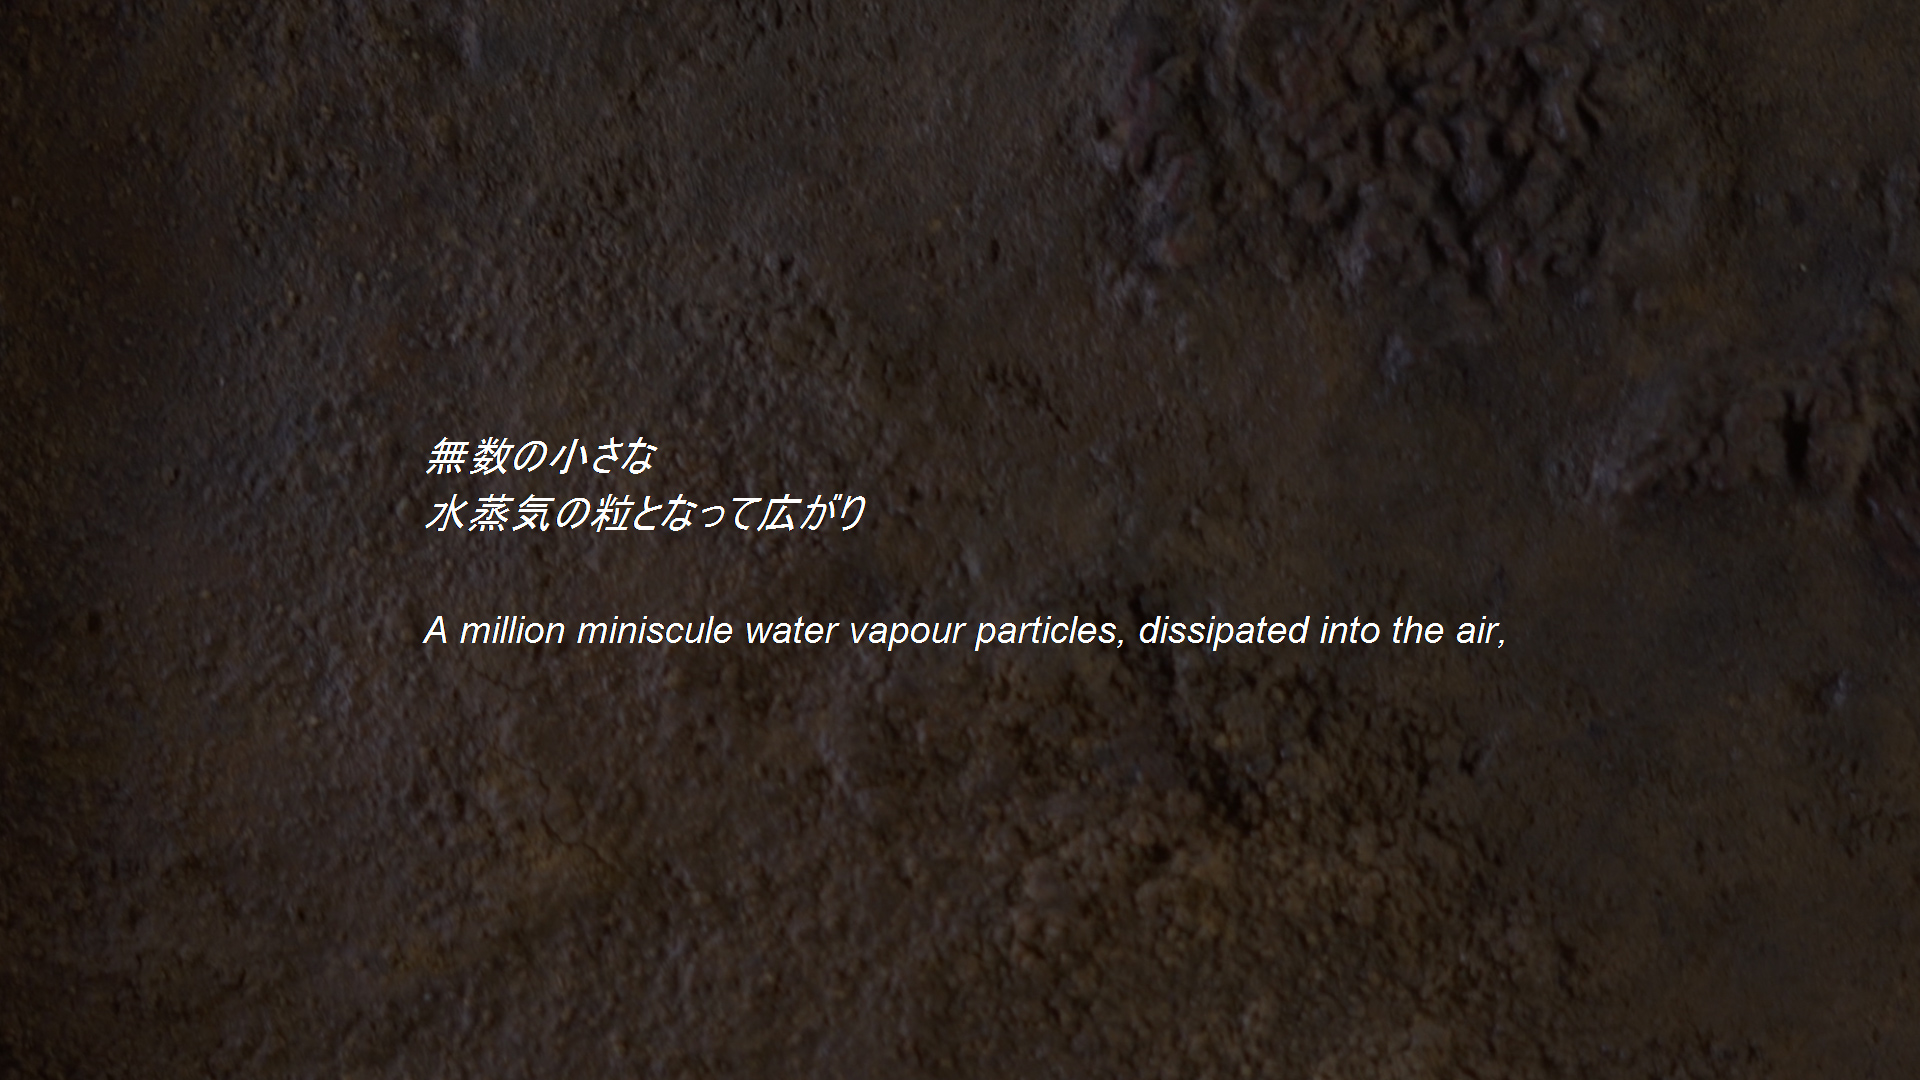 無数の小さな
水蒸気の粒となって広がり
A million miniscule water vapour particles, dissipated into the air,